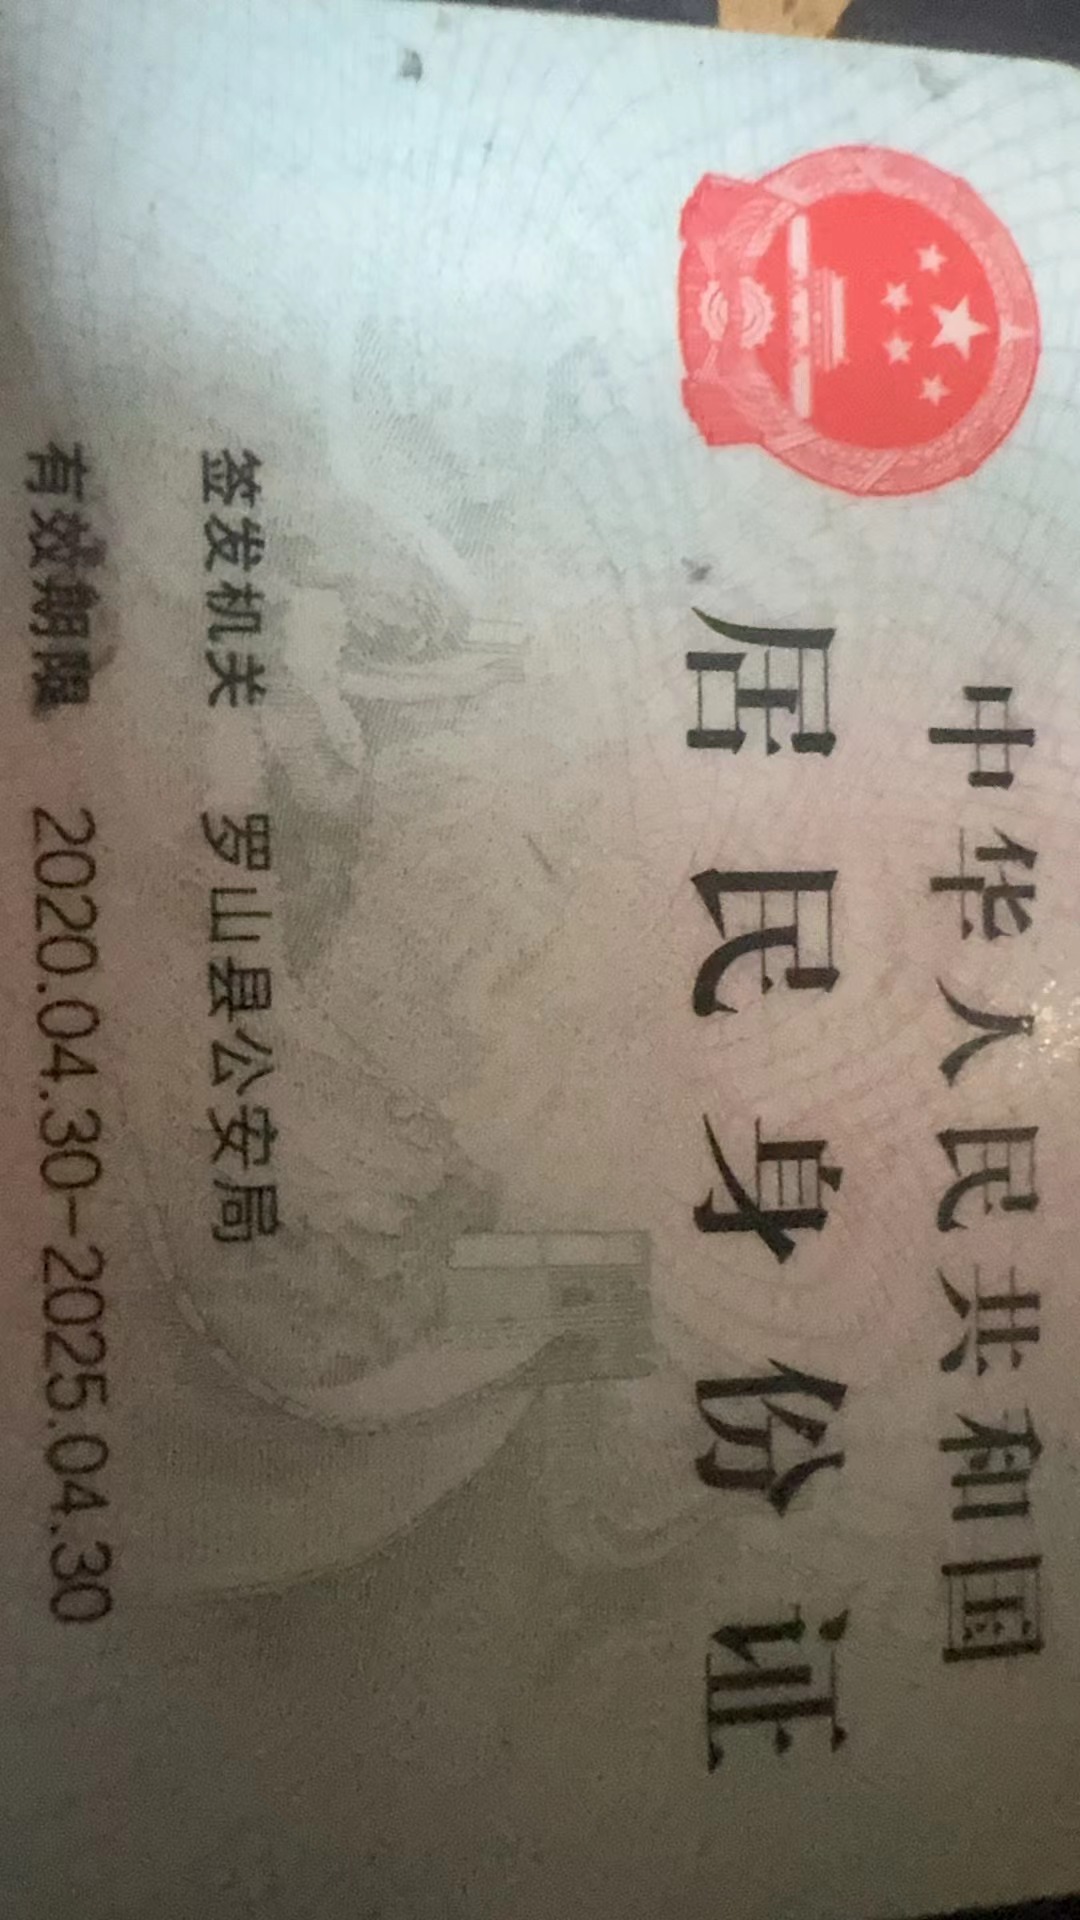 中华人民共和国
居民身份证
签发机关 罗山县公安局
有效期限 2020.04.30-2025.04.30